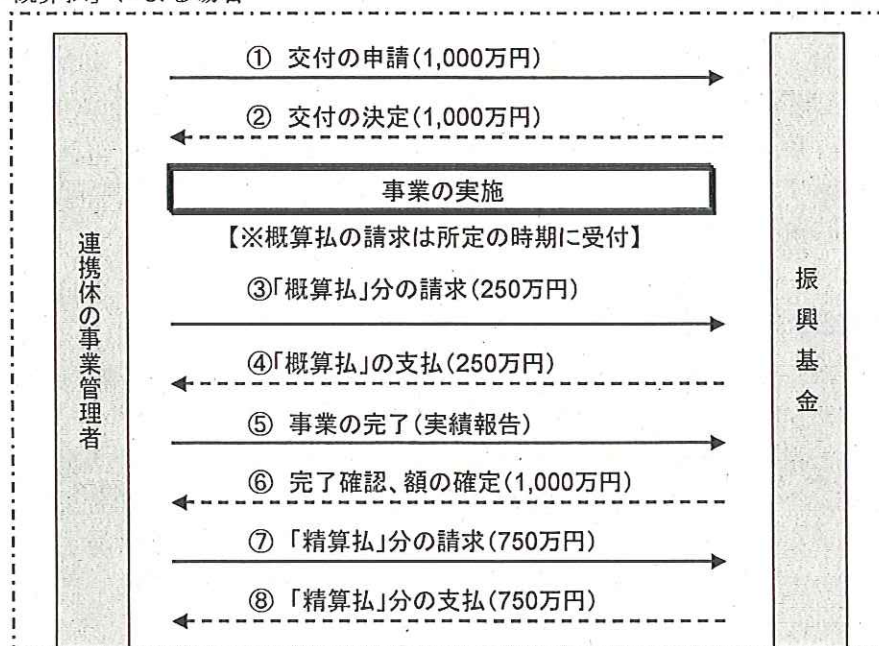 ① 交付の申請(1,000万円)
② 交付の決定(1,000万円)
事業の実施
【※概算払の請求は所定の時期に受付】
③「概算払」分の請求(250万円)
④「概算払」の支払(250万円)
⑤ 事業の完了(実績報告)
⑥ 完了確認、額の確定(1,000万円)
⑦ 「精算払」分の請求(750万円)
⑧ 「精算払」分の支払(750万円)
連携体の事業管理者
振興基金